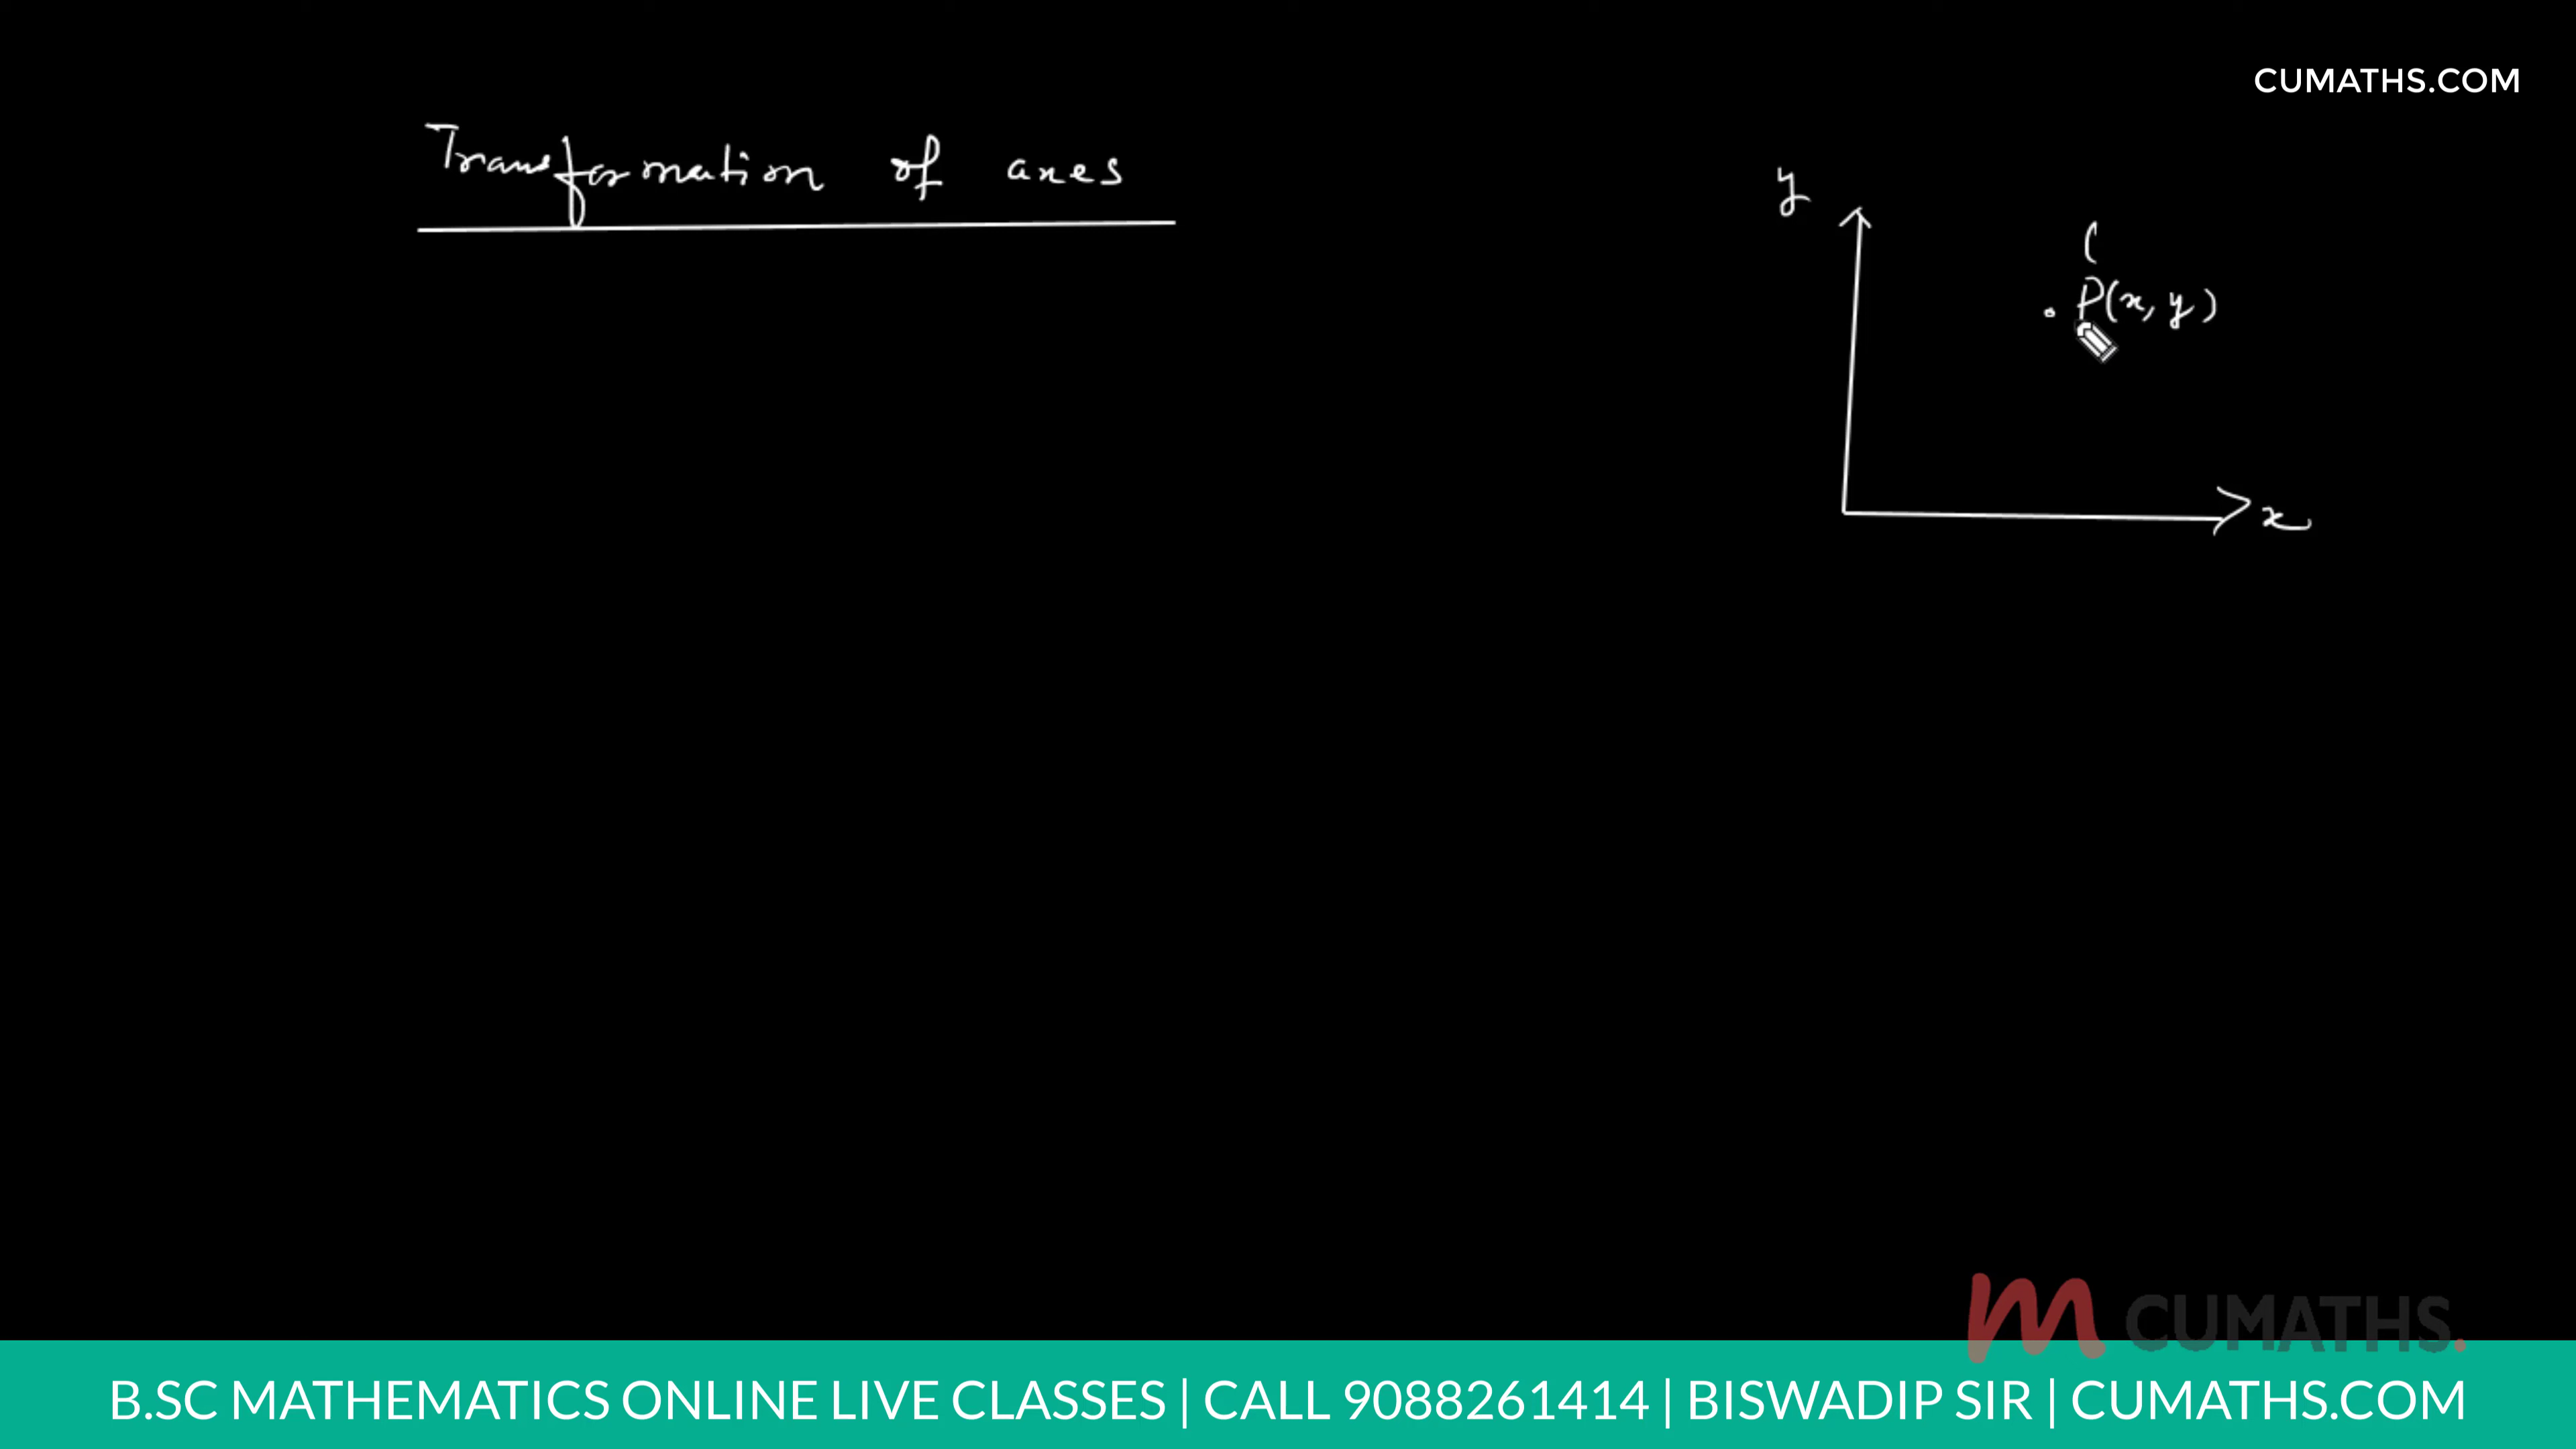 CUMATHS.COM
Transformation of axes
y
(
P(x, y)
x
m CUMATHS.
B.SC MATHEMATICS ONLINE LIVE CLASSES | CALL 9088261414 | BISWADIP SIR | CUMATHS.COM